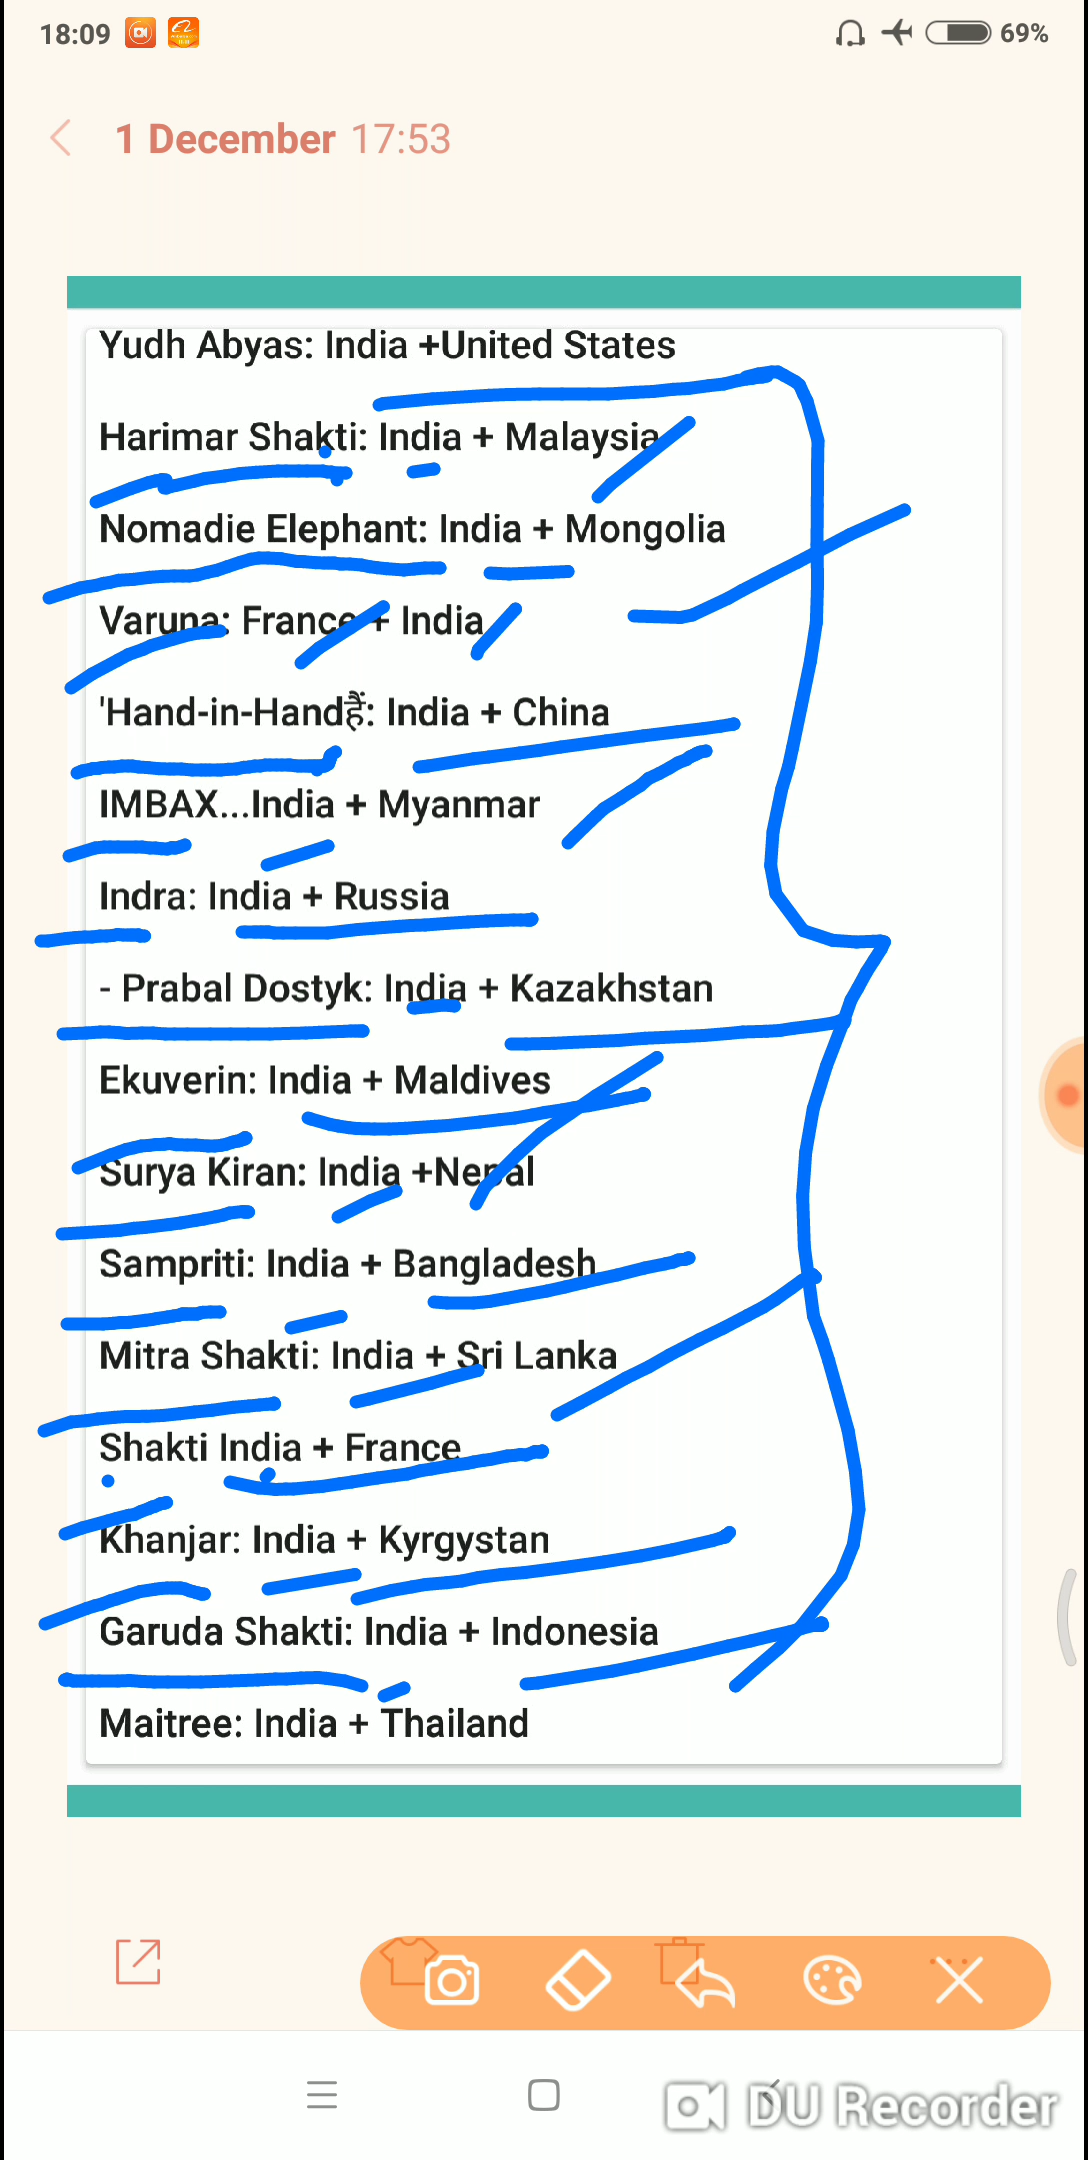 18:09
69%
1 December 17:53
Yudh Abyas: India +United States
Harimar Shakti: India + Malaysia
Nomadie Elephant: India + Mongolia
Varuna: France + India
'Hand-in-Handहैं: India + China
IMBAX...India + Myanmar
Indra: India + Russia
- Prabal Dostyk: India + Kazakhstan
Ekuverin: India + Maldives
Surya Kiran: India +Nepal
Sampriti: India + Bangladesh
Mitra Shakti: India + Sri Lanka
Shakti India + France
Khanjar: India + Kyrgystan
Garuda Shakti: India + Indonesia
Maitree: India + Thailand
DU Recorder